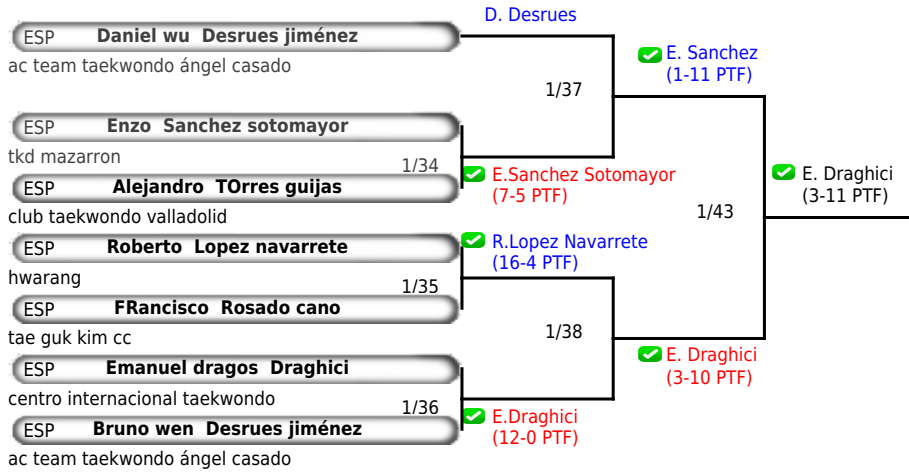 D. Desrues
ESP Daniel wu Desrues jiménez
ac team taekwondo ángel casado
E. Sanchez
(1-11 PTF)
1/37
ESP Enzo Sanchez sotomayor
tkd mazarron
1/34
E.Sanchez Sotomayor
(7-5 PTF)
ESP Alejandro TOrres guijas
club taekwondo valladolid
E. Draghici
(3-11 PTF)
1/43
ESP Roberto Lopez navarrete
hwarang
R.Lopez Navarrete
(16-4 PTF)
1/35
ESP FRancisco Rosado cano
tae guk kim cc
1/38
ESP Emanuel dragos Draghici
centro internacional taekwondo
E. Draghici
(3-10 PTF)
1/36
E.Draghici
(12-0 PTF)
ESP Bruno wen Desrues jiménez
ac team taekwondo ángel casado